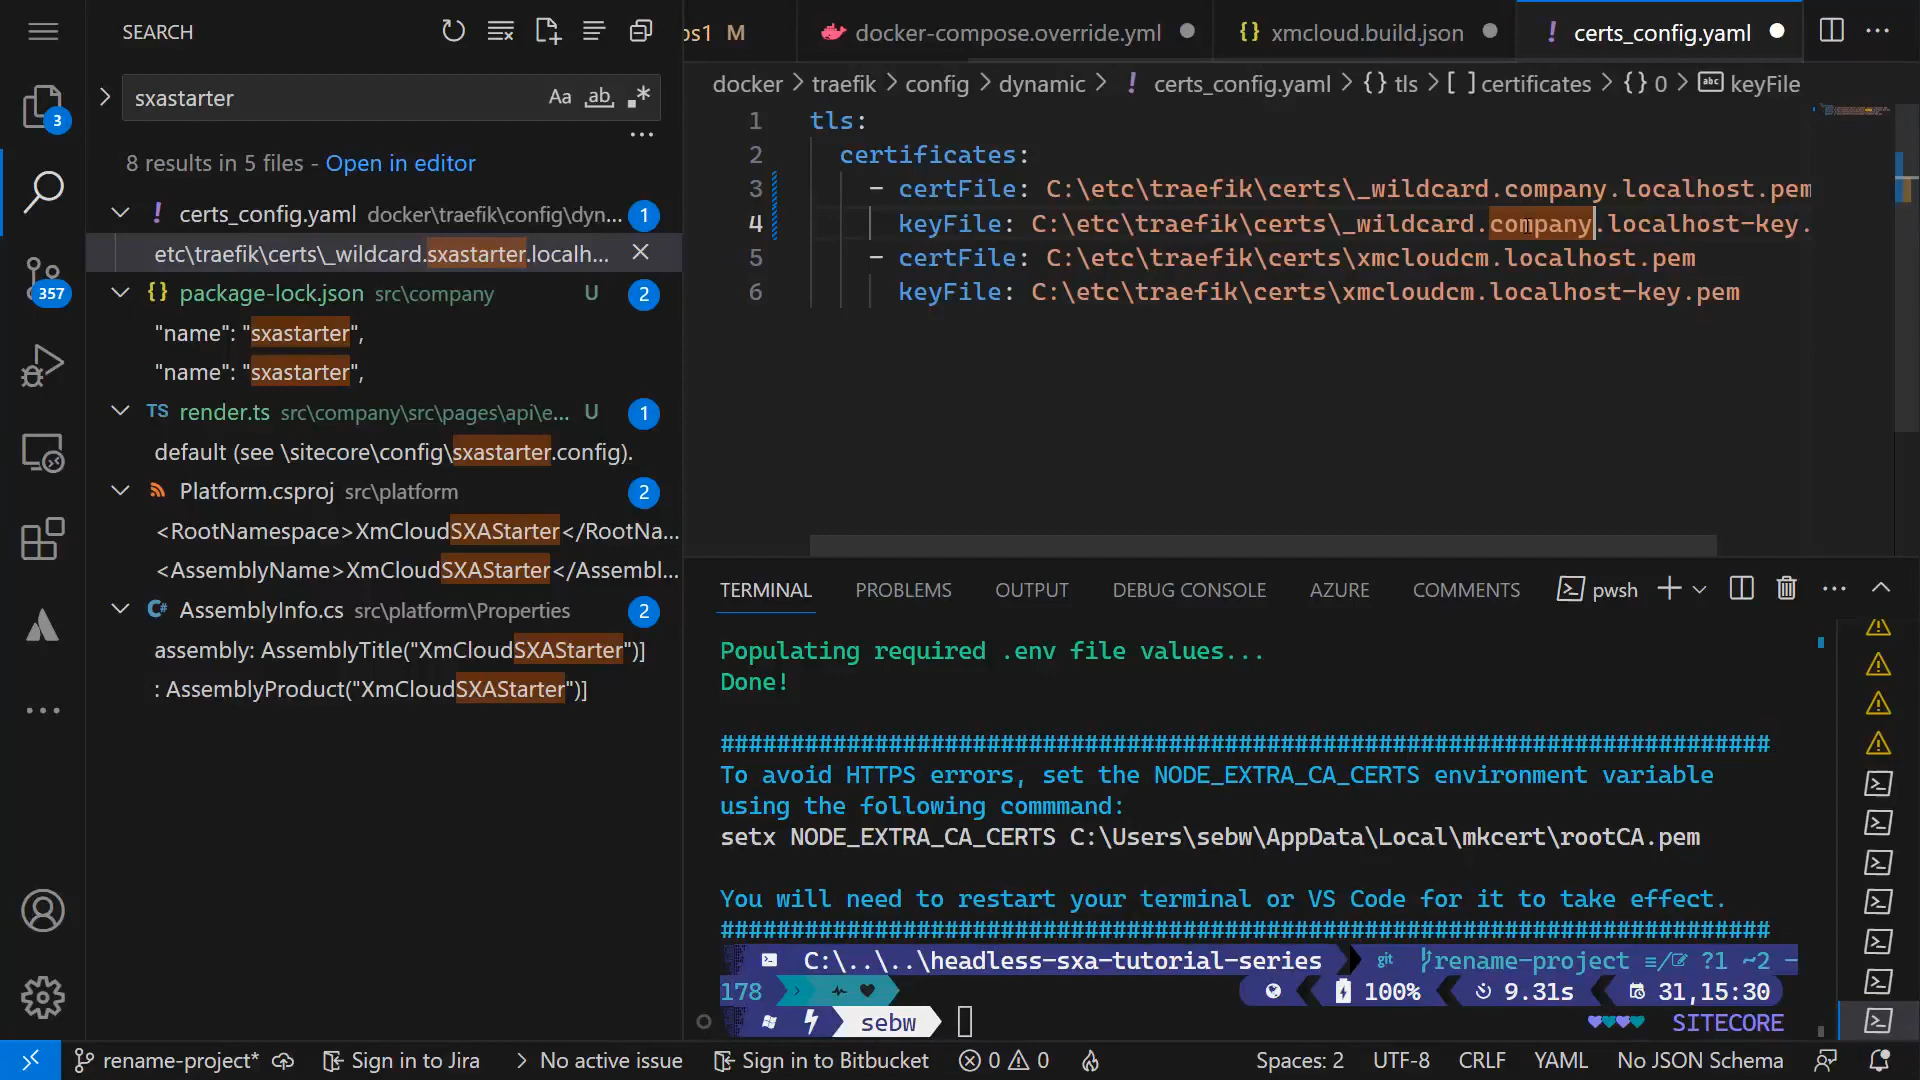 SEARCH
sxastarter
Aa ab
8 results in 5 files - Open in editor
certs_config.yaml docker\traefik\config\dyn... 1
etc\traefik\certs\_wildcard.sxastarter.localh...
package-lock.json src\company U 2
"name": "sxastarter",
"name": "sxastarter",
TS render.ts src\company\src\pages\api\e... U 1
default (see \sitecore\config\sxastarter.config).
Platform.csproj src\platform 2
<RootNamespace>XmCloudSXAStarter</RootNa...
<AssemblyName>XmCloudSXAStarter</Assembl...
C# AssemblyInfo.cs src\platform\Properties 2
assembly: AssemblyTitle("XmCloudSXAStarter")]
: AssemblyProduct("XmCloudSXAStarter")]
3
357
os1 M docker-compose.override.yml {} xmcloud.build.json ! certs_config.yaml
docker > traefik > config > dynamic > ! certs_config.yaml > {} tls > [ ] certificates > {} 0 > abc keyFile
1 tls:
2 certificates:
3 - certFile: C:\etc\traefik\certs\_wildcard.company.localhost.pem
4 keyFile: C:\etc\traefik\certs\_wildcard.company.localhost-key.
5 - certFile: C:\etc\traefik\certs\xmcloudcm.localhost.pem
6 keyFile: C:\etc\traefik\certs\xmcloudcm.localhost-key.pem
TERMINAL PROBLEMS OUTPUT DEBUG CONSOLE AZURE COMMENTS pwsh
Populating required .env file values...
Done!
###########################################################################
To avoid HTTPS errors, set the NODE_EXTRA_CA_CERTS environment variable
using the following commmand:
setx NODE_EXTRA_CA_CERTS C:\Users\sebw\AppData\Local\mkcert\rootCA.pem
You will need to restart your terminal or VS Code for it to take effect.
###########################################################################
C:\..\..\headless-sxa-tutorial-series git rename-project ≡/ ?1 ~2 -
178 100% 9.31s 31,15:30
sebw SITECORE
rename-project* Sign in to Jira > No active issue Sign in to Bitbucket 0 0 Spaces: 2 UTF-8 CRLF YAML No JSON Schema